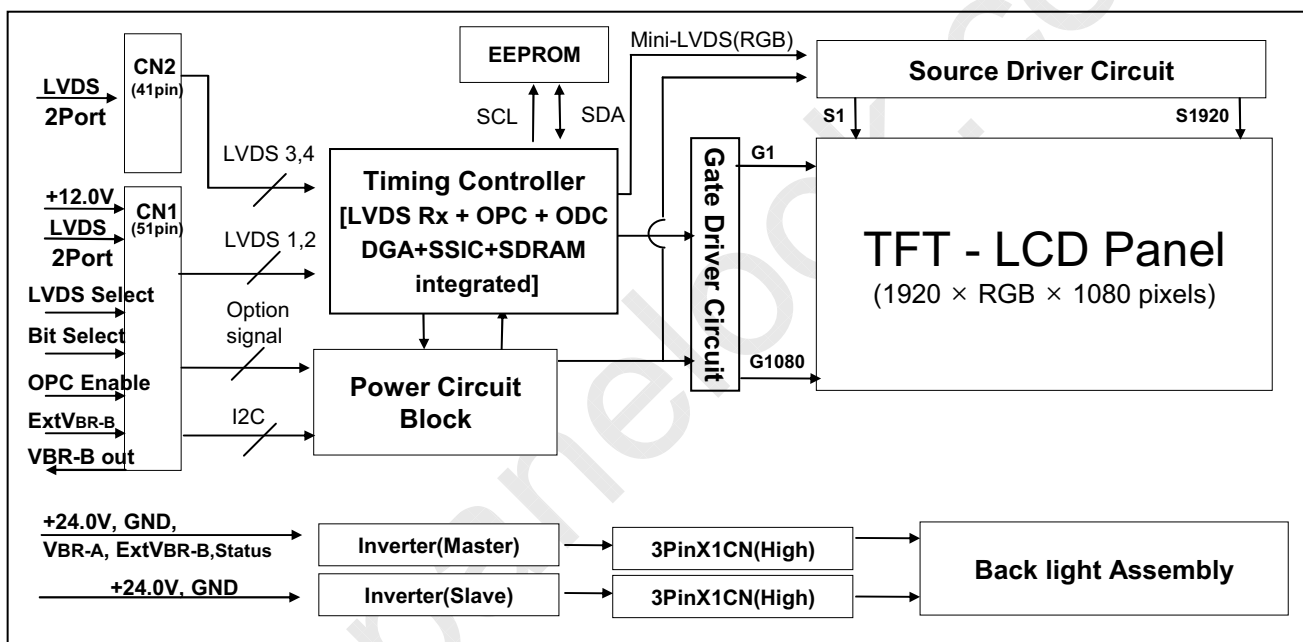 CN2
(41pin)
LVDS
2Port
EEPROM
Mini-LVDS(RGB)
Source Driver Circuit
SCL
SDA
S1
S1920
LVDS 3,4
Timing Controller
[LVDS Rx + OPC + ODC
DGA+SSIC+SDRAM
integrated]
Gate Driver Circuit
G1
TFT - LCD Panel
(1920 × RGB × 1080 pixels)
G1080
+12.0V
CN1
(51pin)
LVDS
2Port
LVDS 1,2
LVDS Select
Bit Select
Option
signal
OPC Enable
Power Circuit
Block
ExtVBR-B
I2C
VBR-B out
+24.0V, GND,
VBR-A, ExtVBR-B,Status
Inverter(Master)
3PinX1CN(High)
Back light Assembly
+24.0V, GND
Inverter(Slave)
3PinX1CN(High)
panelook.com